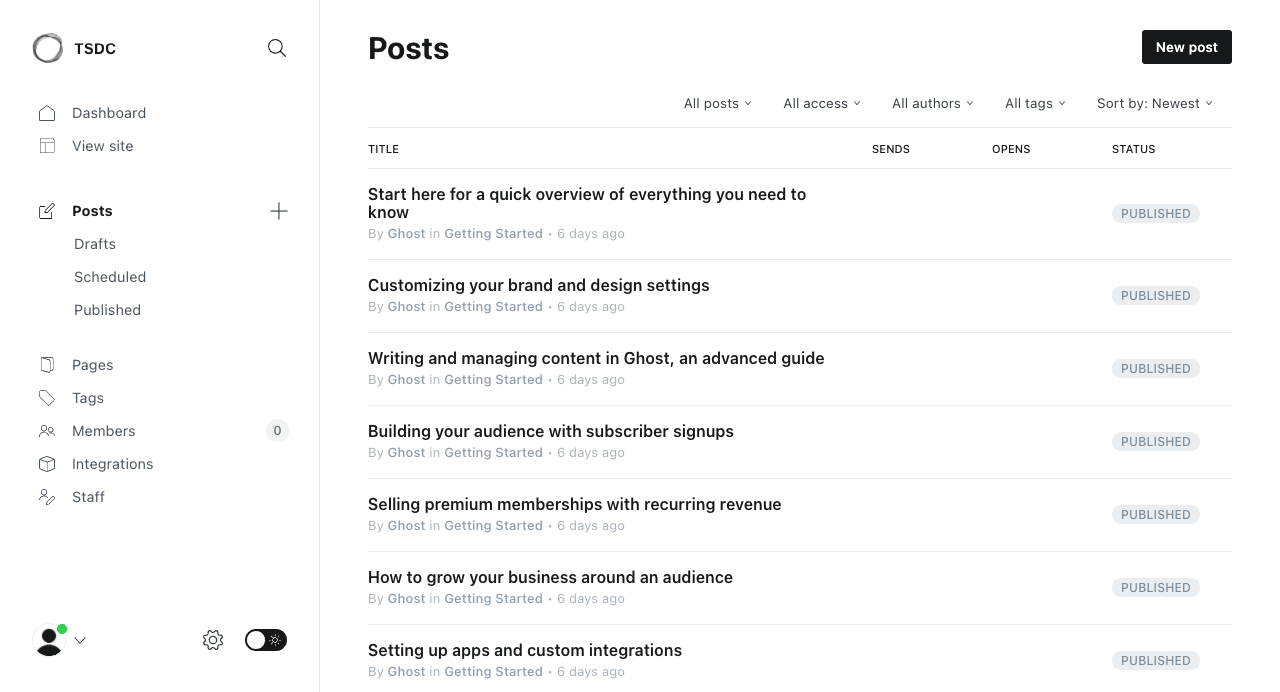 TSDC
Dashboard
View site
Posts
Drafts
Scheduled
Published
Pages
Tags
Members 0
Integrations
Staff
Posts
New post
All posts All access All authors All tags Sort by: Newest
TITLE SENDS OPENS STATUS
Start here for a quick overview of everything you need to
know
By Ghost in Getting Started • 6 days ago
PUBLISHED
Customizing your brand and design settings
By Ghost in Getting Started • 6 days ago
PUBLISHED
Writing and managing content in Ghost, an advanced guide
By Ghost in Getting Started • 6 days ago
PUBLISHED
Building your audience with subscriber signups
By Ghost in Getting Started • 6 days ago
PUBLISHED
Selling premium memberships with recurring revenue
By Ghost in Getting Started • 6 days ago
PUBLISHED
How to grow your business around an audience
By Ghost in Getting Started • 6 days ago
PUBLISHED
Setting up apps and custom integrations
By Ghost in Getting Started • 6 days ago
PUBLISHED